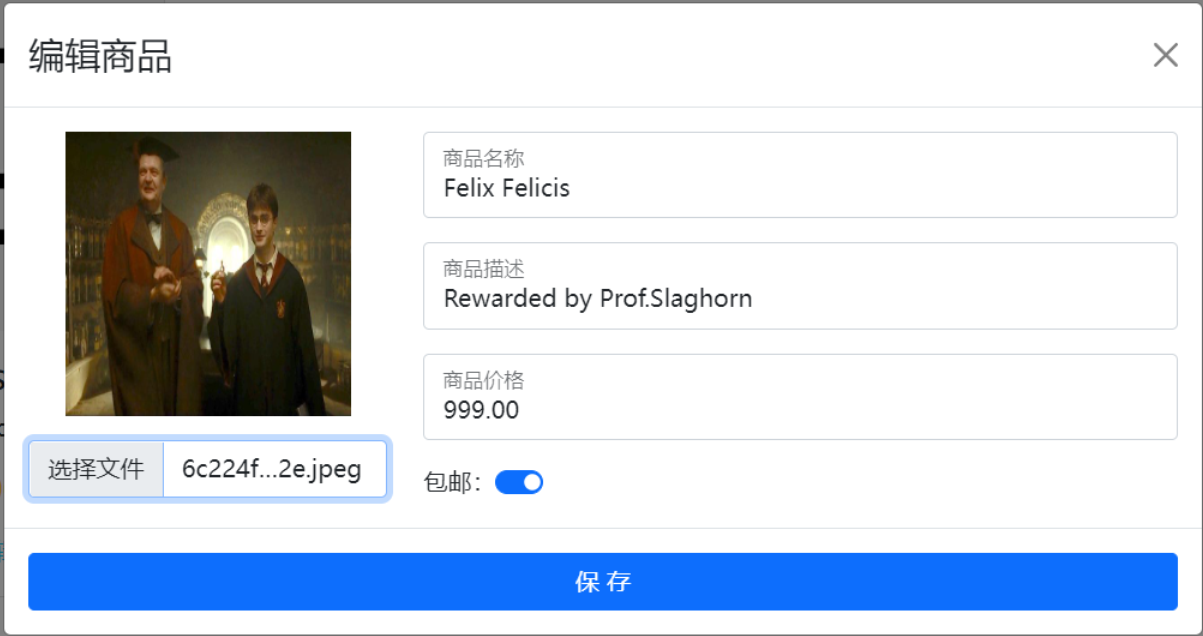 编辑商品
商品名称
Felix Felicis
商品描述
Rewarded by Prof.Slaghorn
商品价格
999.00
选择文件 6c224f...2e.jpeg
包邮：
保 存